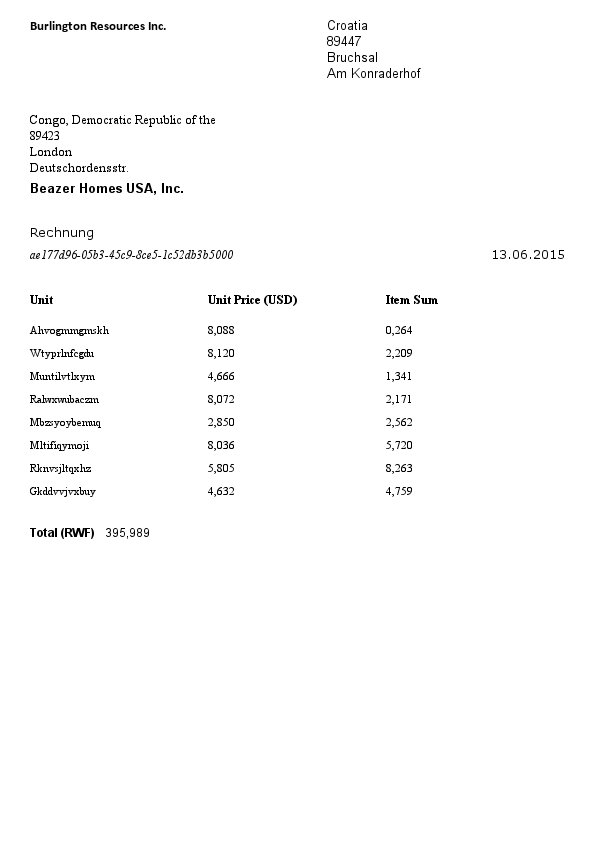 Burlington Resources Inc.
Croatia
89447
Bruchsal
Am Konraderhof
Congo, Democratic Republic of the
89423
London
Deutschordensstr.
Beazer Homes USA, Inc.
Rechnung
ae177d96-05b3-45c9-8ce5-1c52db3b5000 13.06.2015
Unit Unit Price (USD) Item Sum
Ahvogmmgmskh 8,088 0,264
Wtyprlnfcgdu 8,120 2,209
Muntilvtlxym 4,666 1,341
Ralwxwubaczm 8,072 2,171
Mbzsyoybemuq 2,850 2,562
Mltifiqymoji 8,036 5,720
Rknvsjltqxhz 5,805 8,263
Gkddvvjvxbuy 4,632 4,759
Total (RWF) 395,989